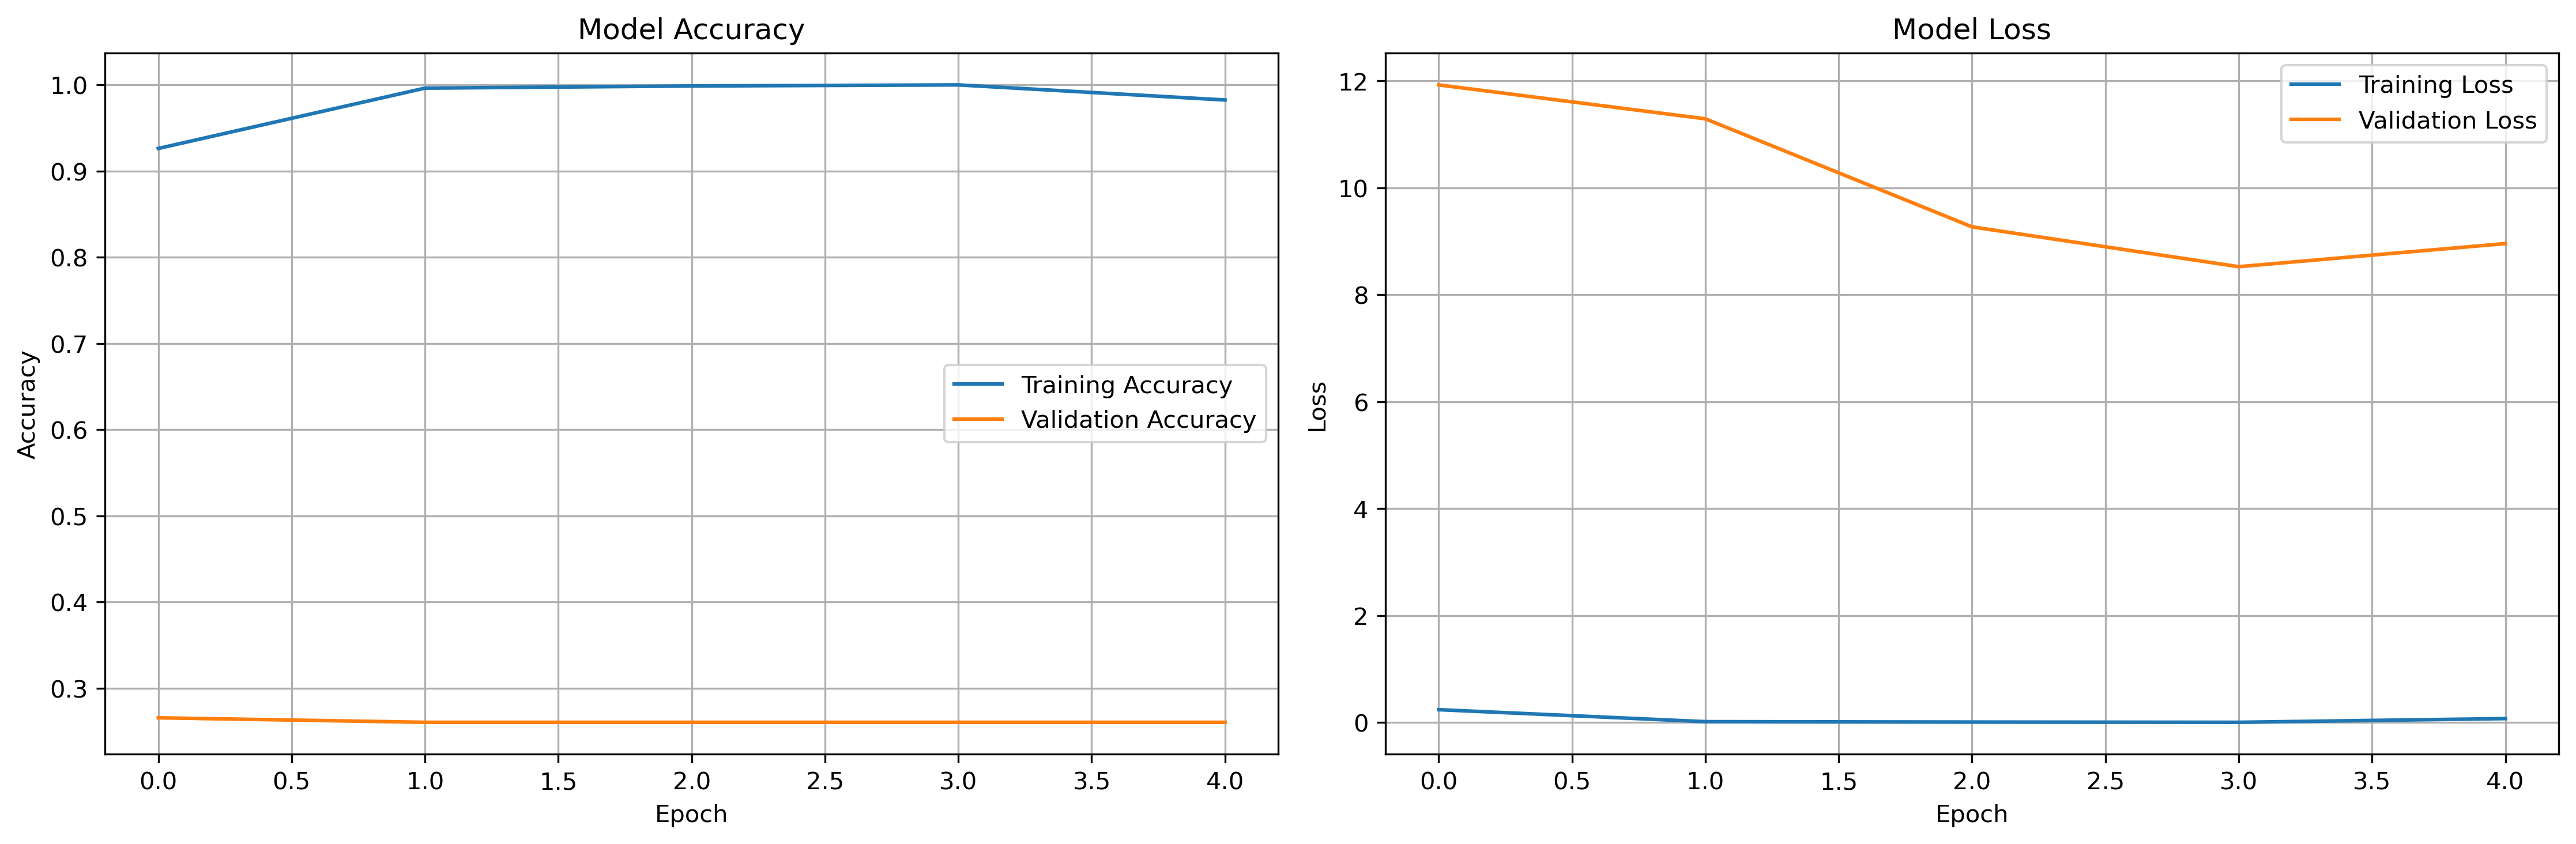 Model Accuracy
1.0
0.9
0.8
0.7
0.6
0.5
0.4
0.3
Accuracy
Training Accuracy
Validation Accuracy
0.0 0.5 1.0 1.5 2.0 2.5 3.0 3.5 4.0
Epoch
Model Loss
12
10
8
6
4
2
0
Loss
Training Loss
Validation Loss
0.0 0.5 1.0 1.5 2.0 2.5 3.0 3.5 4.0
Epoch